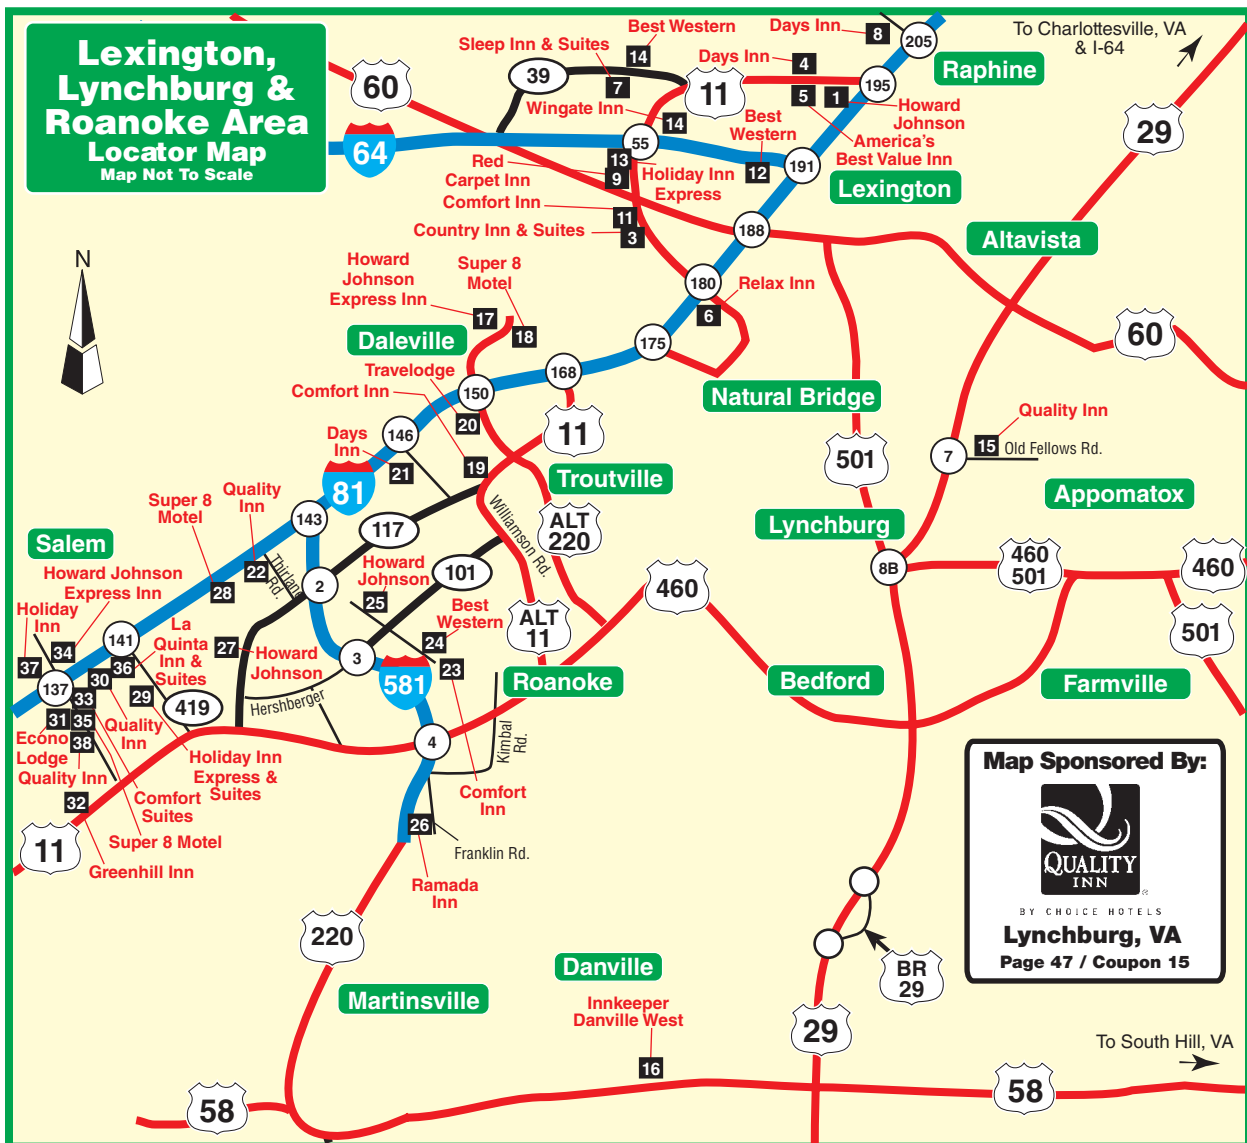 Lexington,
Lynchburg &
Roanoke Area
Locator Map
Map Not To Scale
60
64
39
Sleep Inn & Suites
7
Best Western
14
11
Days Inn
8
205
Raphine
To Charlottesville, VA
& I-64
29
Days Inn
4
195
5
1
Howard
Johnson
America's
Best Value Inn
Wingate Inn
14
Best
Western
12
55
191
13
9
Red
Carpet Inn
Holiday Inn
Express
Lexington
Comfort Inn
11
Country Inn & Suites
3
188
Altavista
N
Howard
Johnson
Express Inn
17
Super 8
Motel
18
180
Relax Inn
6
Daleville
175
60
Travelodge
168
150
Comfort Inn
20
Natural Bridge
146
11
Quality Inn
15
Old Fellows Rd.
7
Days
Inn
21
19
501
81
Troutville
Appomatox
Super 8
Motel
Quality
Inn
143
117
Williamson Rd.
ALT
220
Lynchburg
Salem
28
22
Thirlane
Rd.
2
Howard
Johnson
25
101
8B
460
501
460
Howard Johnson
Express Inn
Holiday
Inn
34
37
141
La
Quinta
Inn &
Suites
36
27
Howard
Johnson
Best
Western
24
ALT
11
460
501
3
23
137
30
33
29
419
Hershberger
581
Roanoke
Bedford
Farmville
31
35
38
Econo
Lodge
Quality
Inn
Quality Inn
4
Kimbal
Rd.
Holiday Inn
Express &
Suites
Comfort
Suites
Comfort
Inn
32
Super 8 Motel
Greenhill Inn
11
26
Franklin Rd.
Ramada
Inn
Map Sponsored By:
QUALITY
INN
BY CHOICE HOTELS
Lynchburg, VA
Page 47 / Coupon 15
220
BR
29
Danville
Martinsville
Innkeeper
Danville West
16
29
To South Hill, VA
58
58